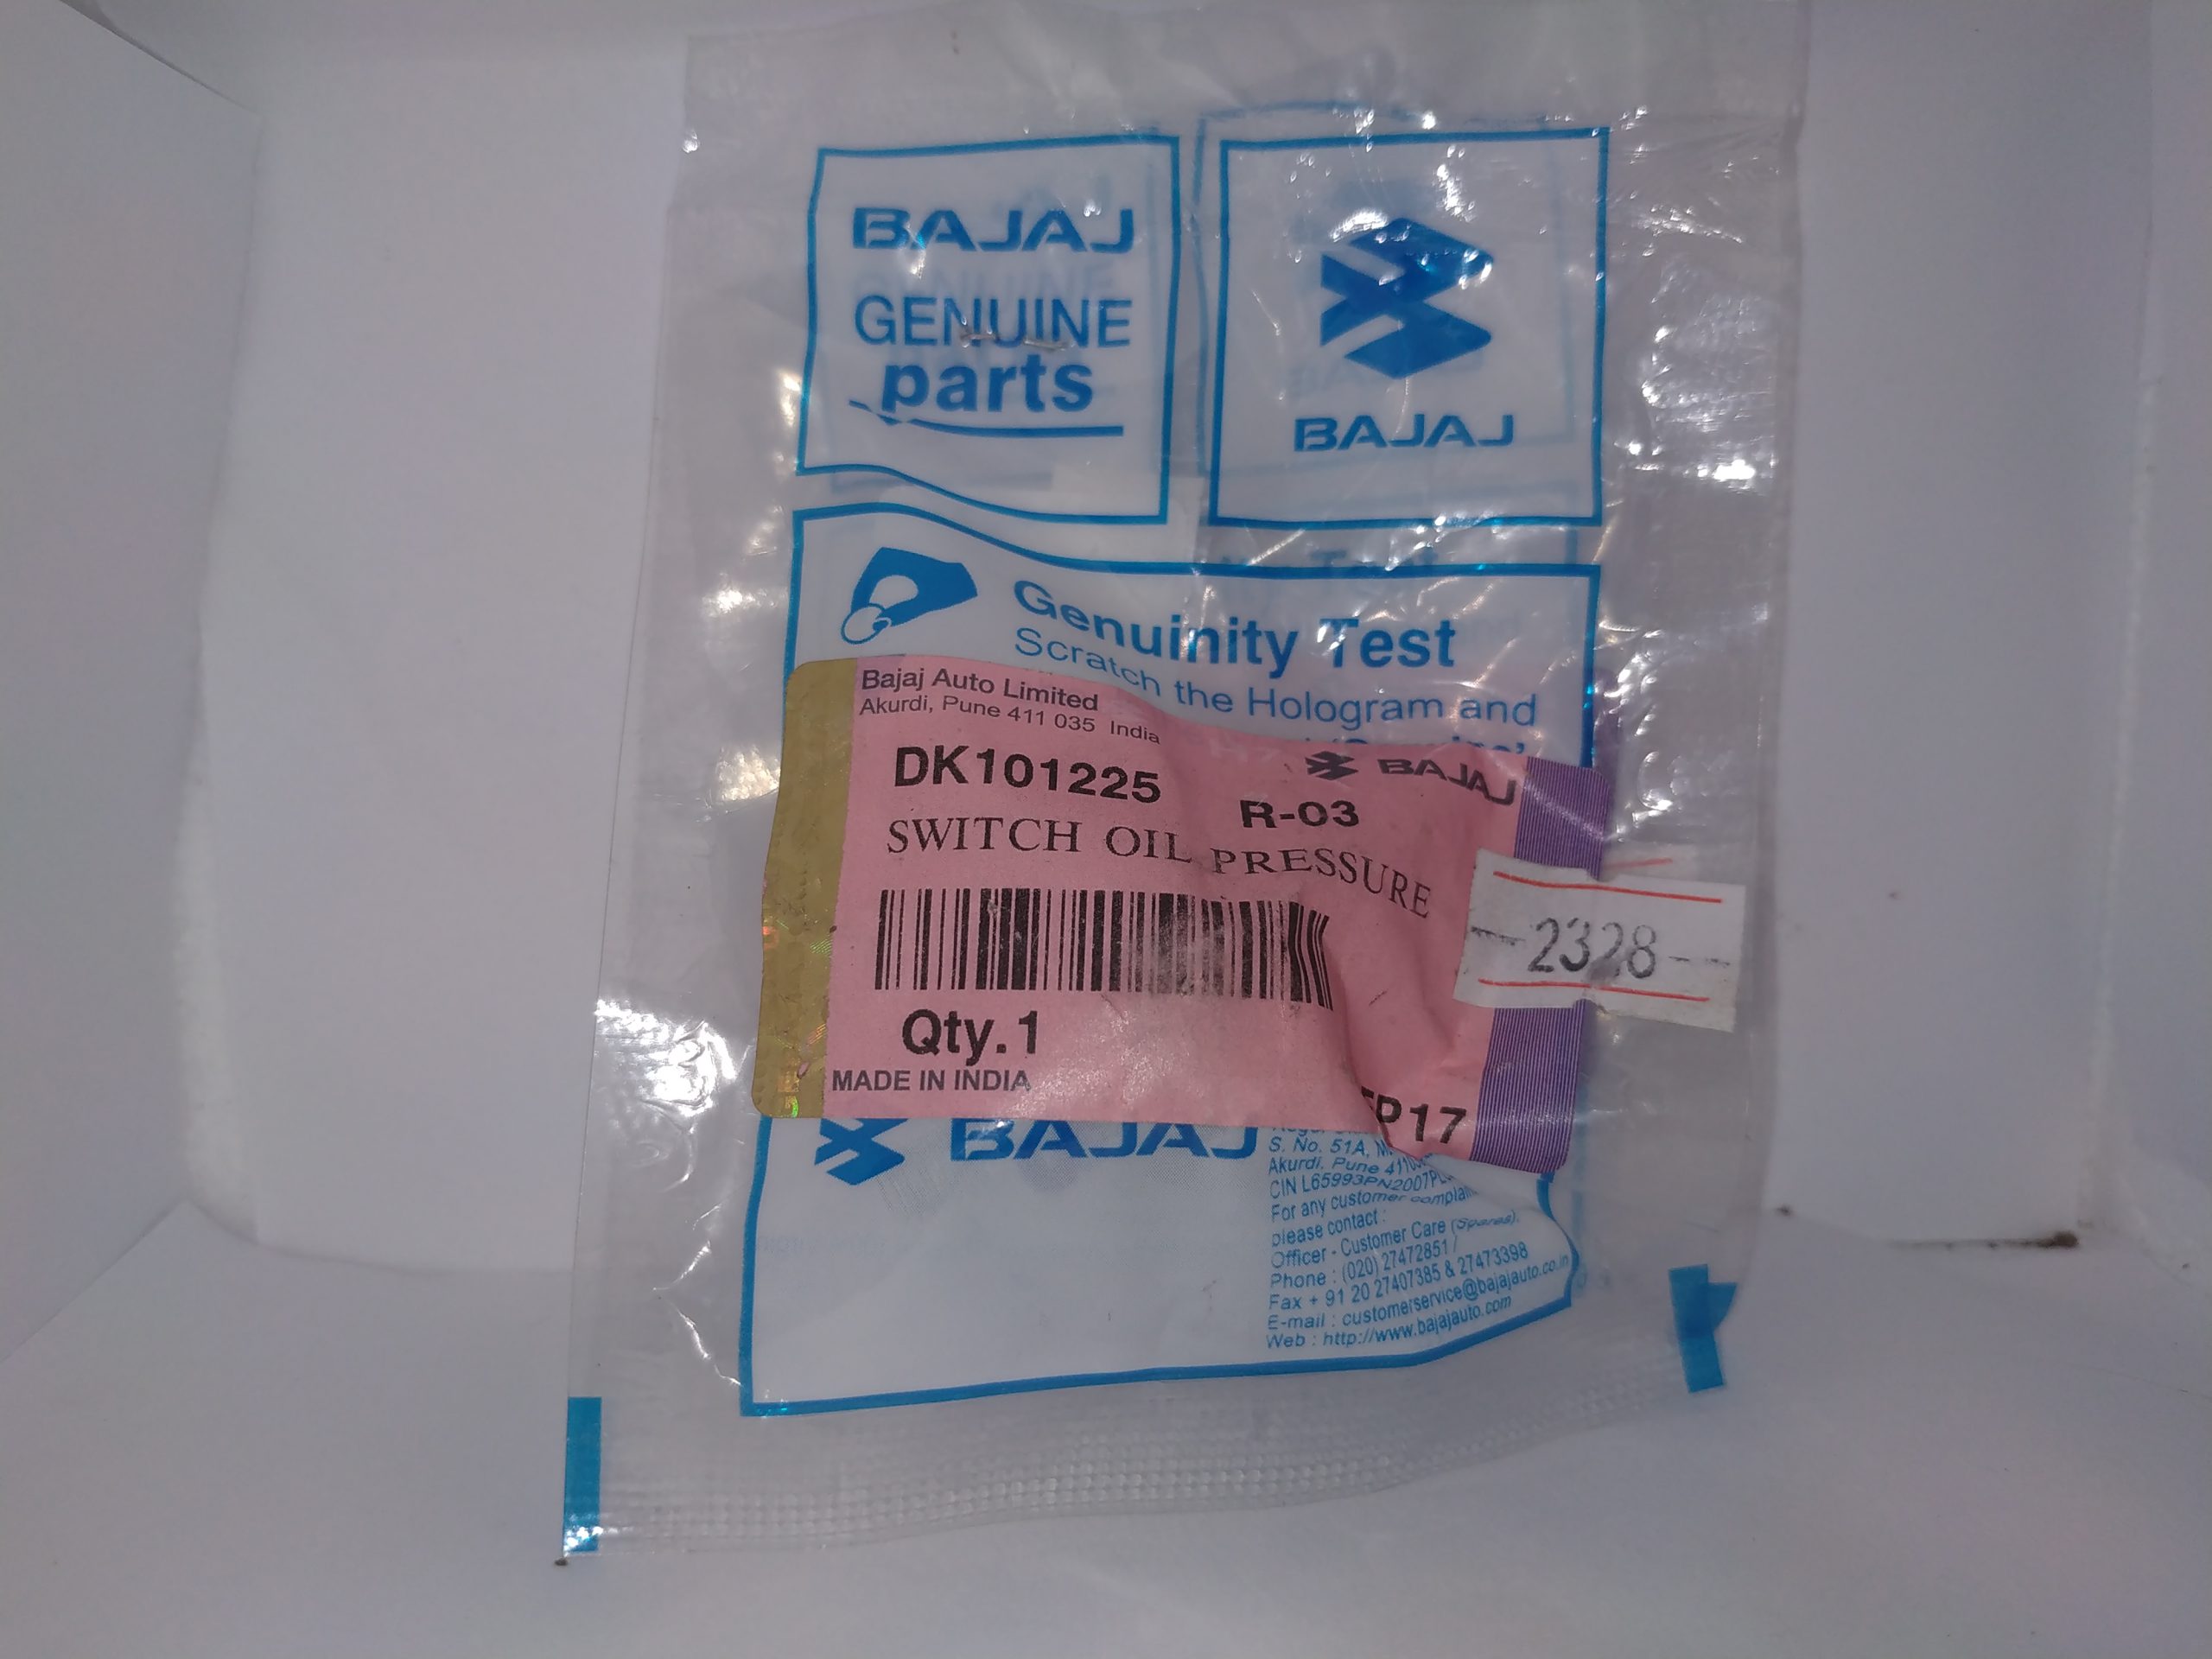 BAJAJ
GENUINE
parts
BAJAJ
Genuinity Test
Scratch the Hologram and
Bajaj Auto Limited
Akurdi, Pune 411 035 India
BAJAJ
DK101225 R-03
SWITCH OIL PRESSURE
2328
Qty.1
MADE IN INDIA
P17
BAJAJ
S. No. 51A,
Akurdi, Pune
CIN
For any customer
please contact :
Officer - Customer Care (Spares),
Phone : (020) 27472851 /
Fax + 91 20 27407385 & 27473398
E-mail : customerservice@bajajauto.co.in
Web : http://www.bajajauto.com